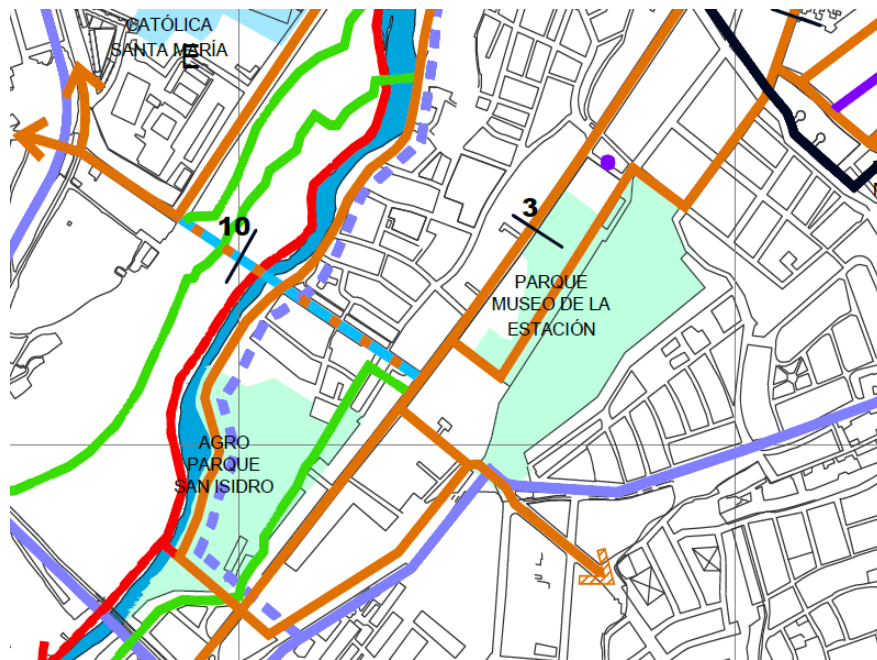 CATÓLICA
SANTA MARÍA
10
3
PARQUE
MUSEO DE LA
ESTACIÓN
AGRO
PARQUE
SAN ISIDRO